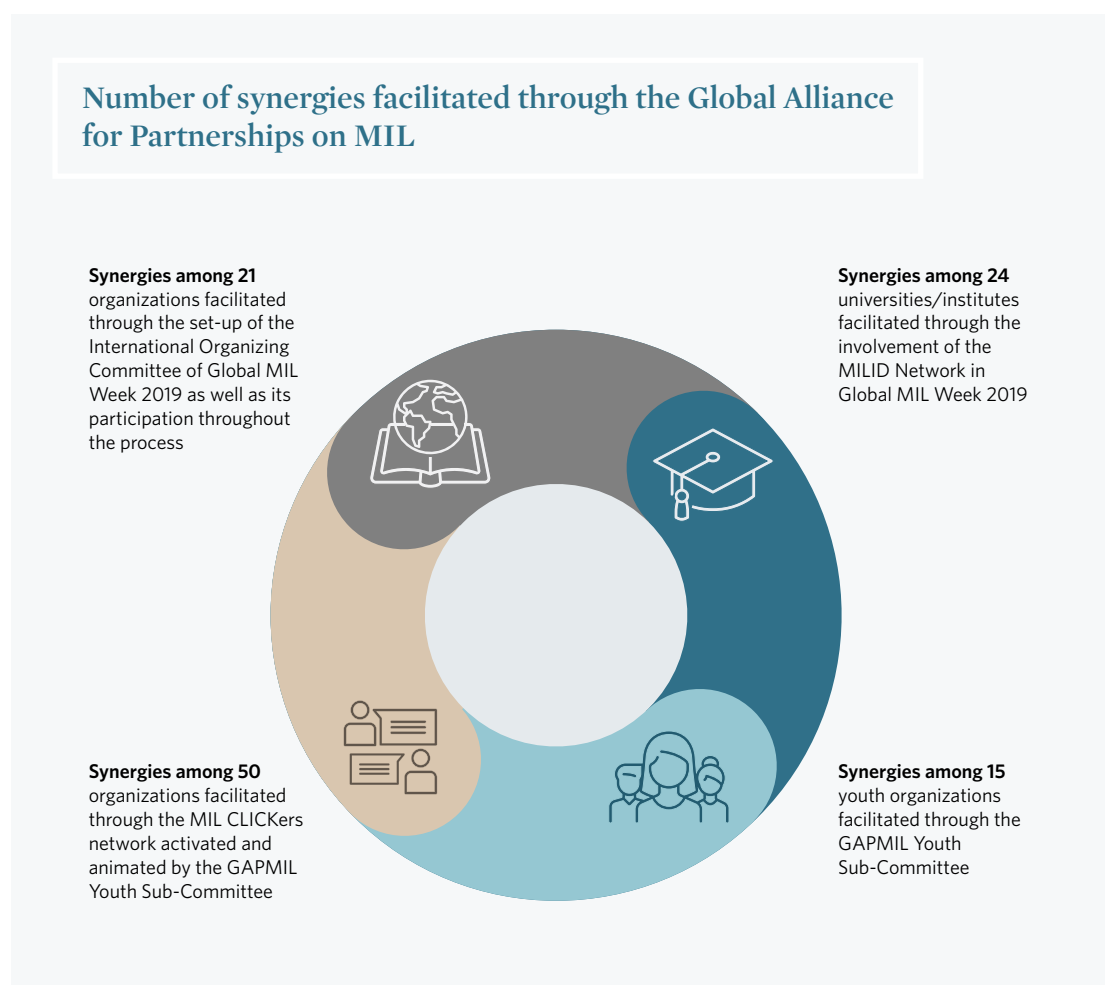 Number of synergies facilitated through the Global Alliance
for Partnerships on MIL
Synergies among 21
organizations facilitated
through the set-up of the
International Organizing
Committee of Global MIL
Week 2019 as well as its
participation throughout
the process
Synergies among 24
universities/institutes
facilitated through the
involvement of the
MILID Network in
Global MIL Week 2019
Synergies among 50
organizations facilitated
through the MIL CLICKers
network activated and
animated by the GAPMIL
Youth Sub-Committee
Synergies among 15
youth organizations
facilitated through the
GAPMIL Youth
Sub-Committee